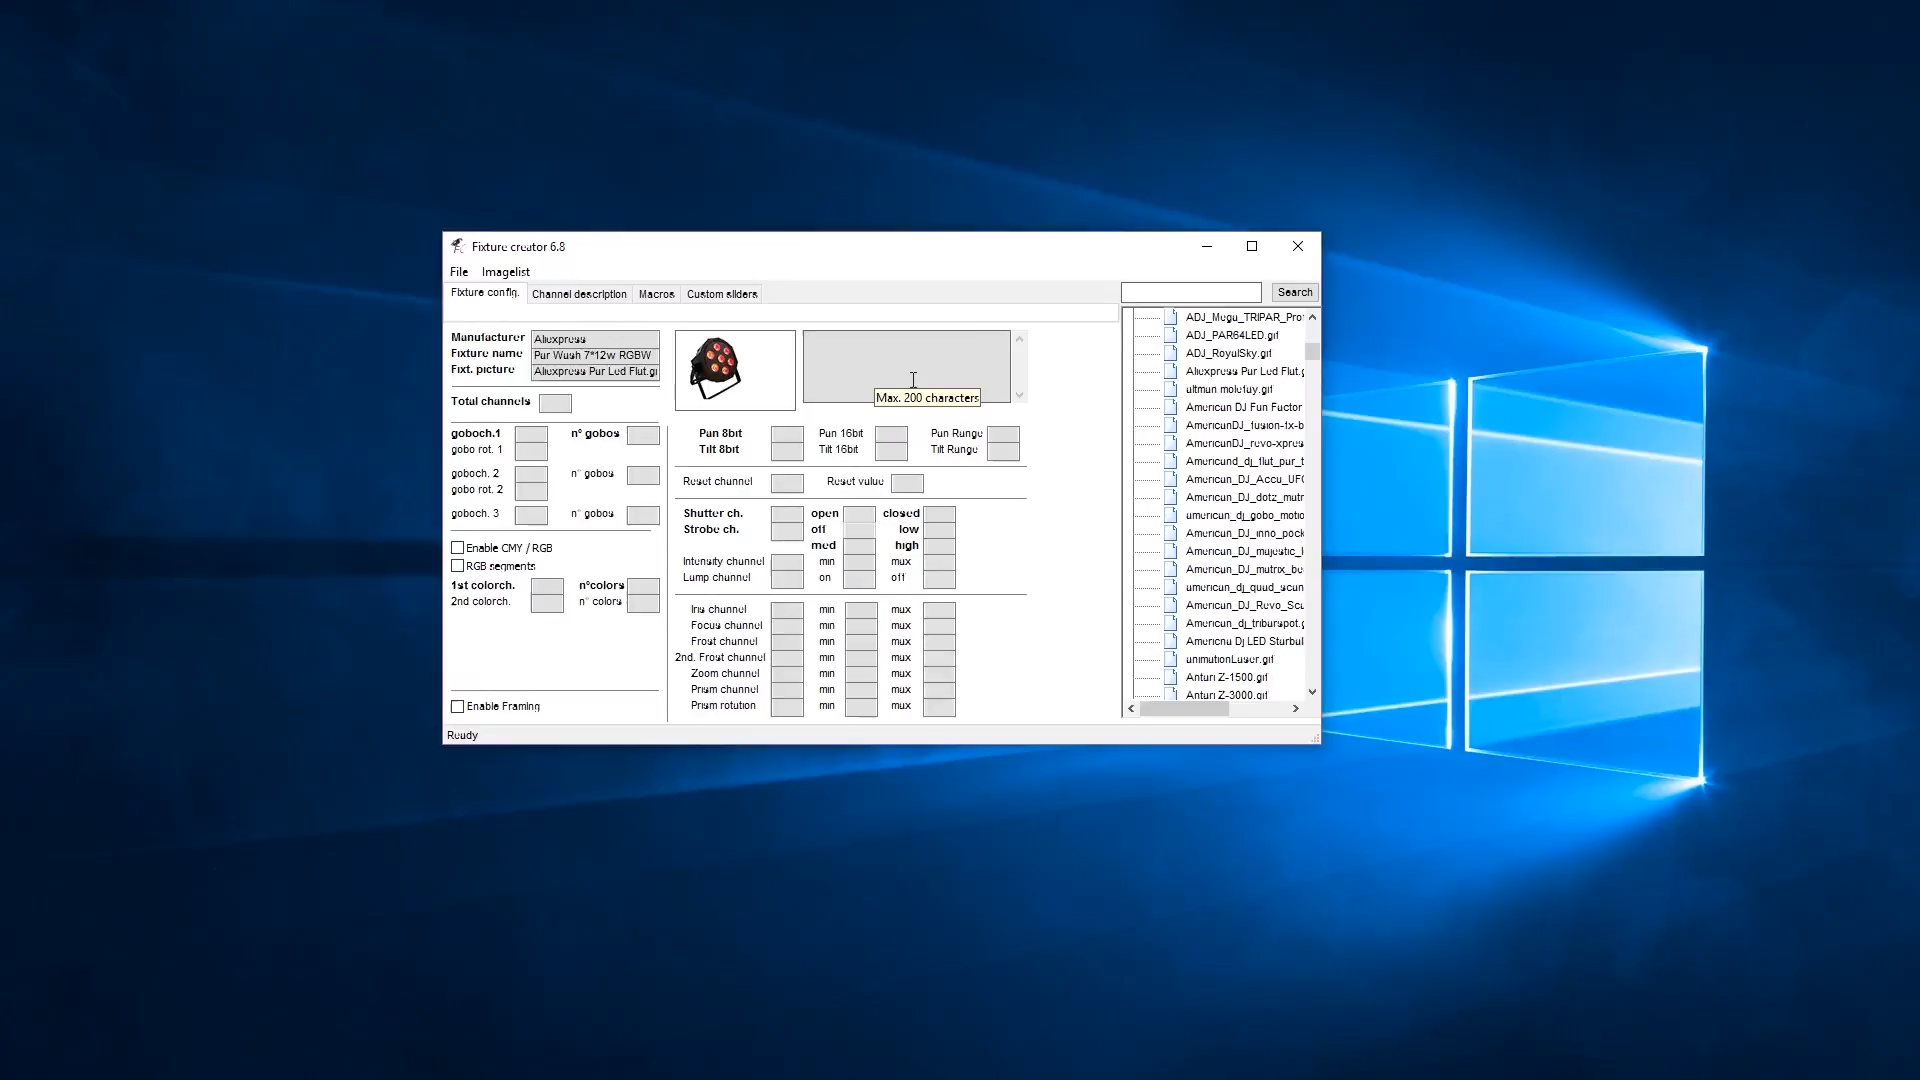 Fixture creator 6.8
File Imagelist
Fixture config. Channel description Macros Custom sliders
Search
Manufacturer Aliexpress
Fixture name Par Wash 7*12w RGBW
Fixt. picture Aliexpress Par Led Flat.gi
Total channels
Max. 200 characters
goboch.1 n° gobos
gobo rot. 1
goboch. 2 n° gobos
gobo rot. 2
goboch. 3 n° gobos
Enable CMY / RGB
RGB segments
1st colorch. n°colors
2nd colorch. n° colors
Enable Framing
Pan 8bit Pan 16bit Pan Range
Tilt 8bit Tilt 16bit Tilt Range
Reset channel Reset value
Shutter ch. open closed
Strobe ch. off low
med high
Intensity channel min max
Lamp channel on off
Iris channel min max
Focus channel min max
Frost channel min max
2nd. Frost channel min max
Zoom channel min max
Prism channel min max
Prism rotation min max
ADJ_Mega_TRIPAR_Prof
ADJ_PAR64LED.gif
ADJ_RoyalSky.gif
Aliexpress Par Led Flat.g
altman molefay.gif
American DJ Fun Factor
AmericanDJ_fusion-fx-b
AmericanDJ_revo-xpres
Americand_dj_flat_par_t
American_DJ_Accu_UFO
American_DJ_dotz_matr
american_dj_gobo_motio
American_DJ_inno_pock
American_DJ_majestic_l
American_DJ_matrix_be
american_dj_quad_scan
American_DJ_Revo_Sca
American_dj_triburspot.g
America Dj LED Starbal
animationLaser.gif
Antari Z-1500.gif
Antari Z-3000.gif
Ready